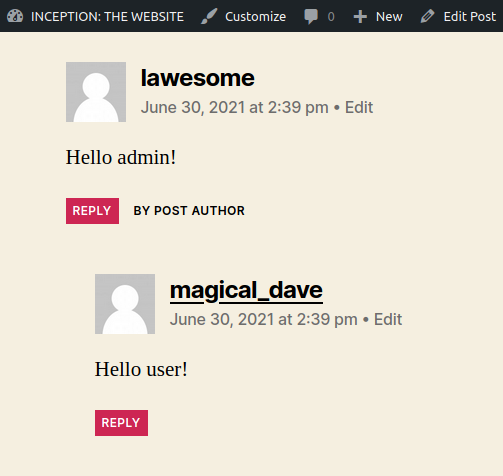 INCEPTION: THE WEBSITE Customize 0 New Edit Post
lawesome
June 30, 2021 at 2:39 pm • Edit
Hello admin!
REPLY BY POST AUTHOR
magical_dave
June 30, 2021 at 2:39 pm • Edit
Hello user!
REPLY